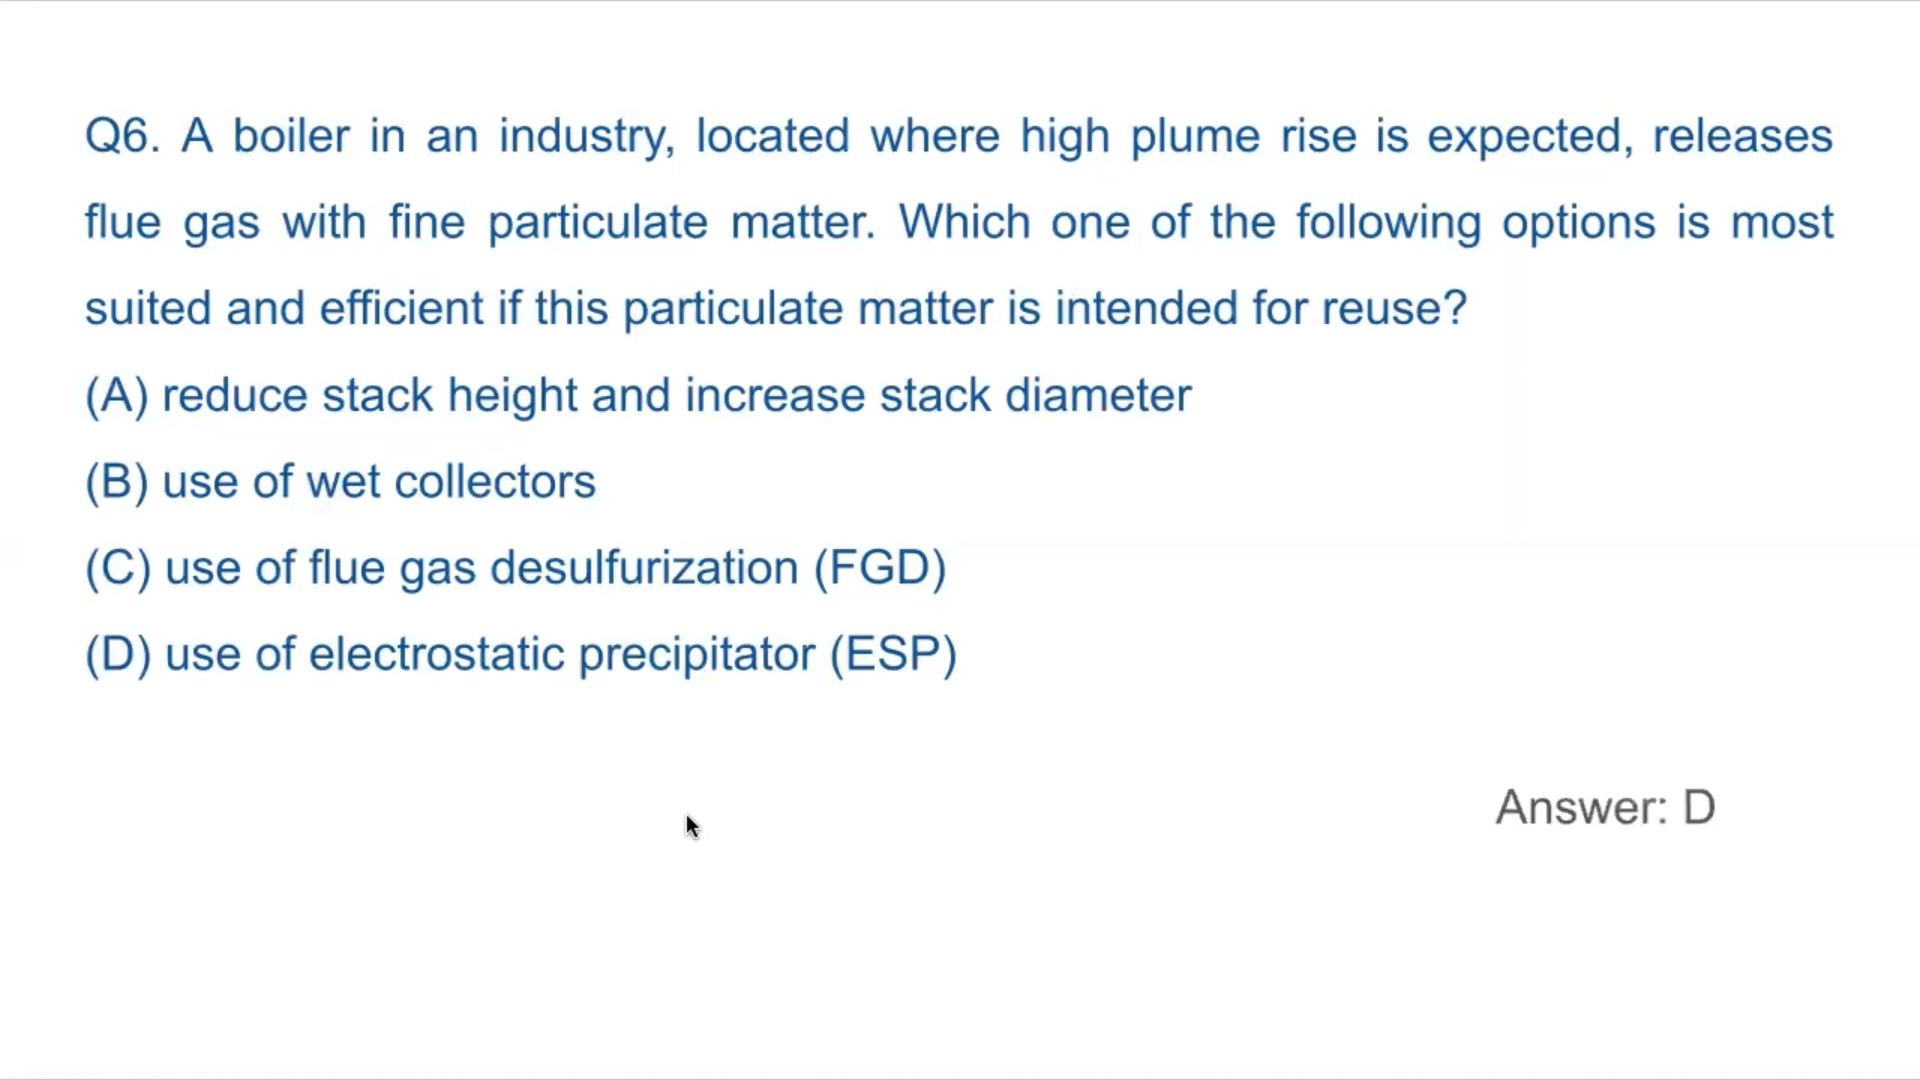 Q6. A boiler in an industry, located where high plume rise is expected, releases
flue gas with fine particulate matter. Which one of the following options is most
suited and efficient if this particulate matter is intended for reuse?
(A) reduce stack height and increase stack diameter
(B) use of wet collectors
(C) use of flue gas desulfurization (FGD)
(D) use of electrostatic precipitator (ESP)
Answer: D